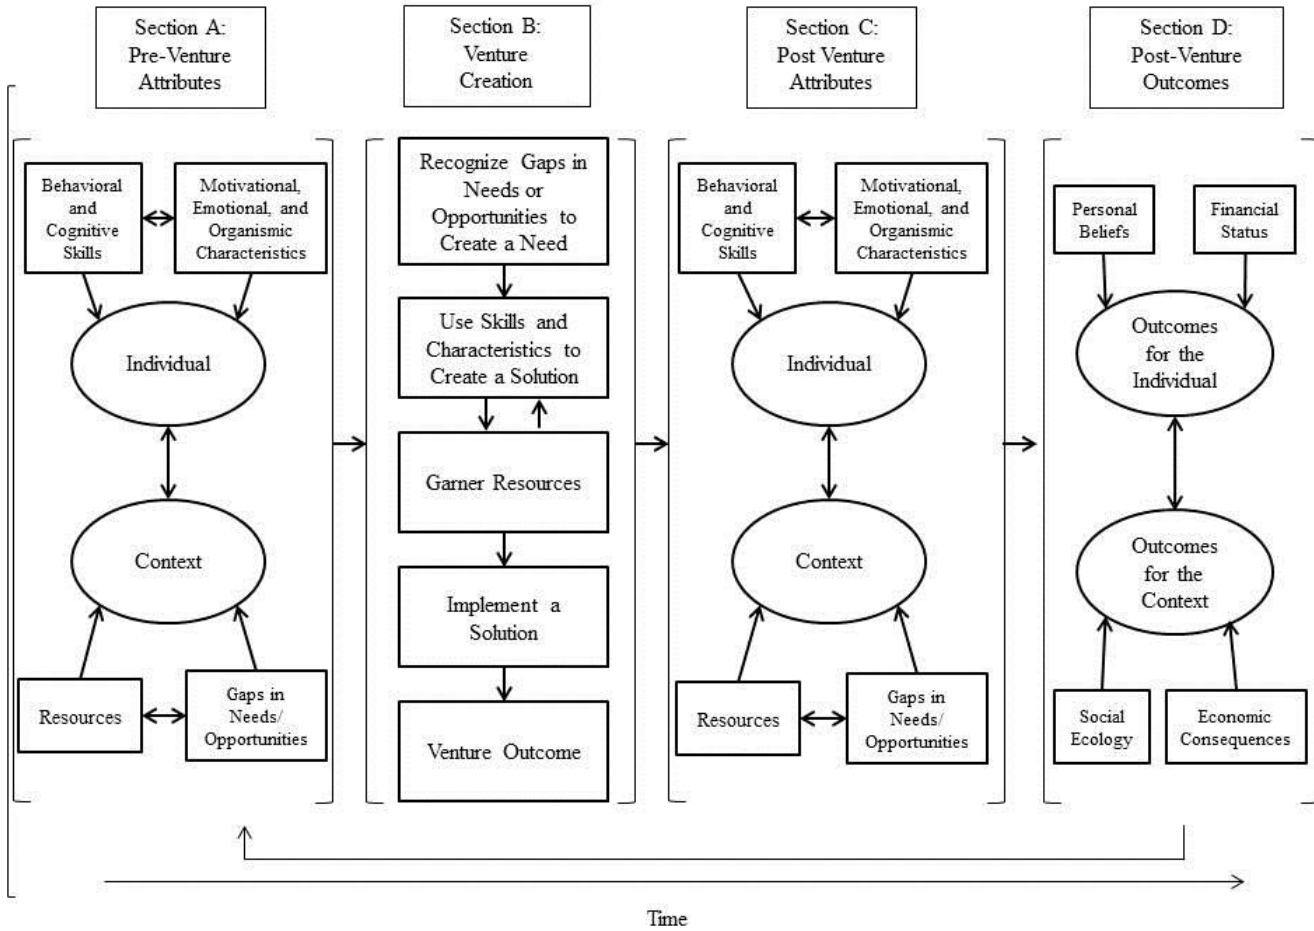 Section A:
Pre-Venture
Attributes
Section B:
Venture
Creation
Section C:
Post Venture
Attributes
Section D:
Post-Venture
Outcomes
Behavioral
and
Cognitive
Skills
Motivational,
Emotional, and
Organismic
Characteristics
Individual
Context
Resources
Gaps in
Needs/
Opportunities
Recognize Gaps in
Needs or
Opportunities to
Create a Need
Use Skills and
Characteristics to
Create a Solution
Garner Resources
Implement a
Solution
Venture Outcome
Behavioral
and
Cognitive
Skills
Motivational,
Emotional, and
Organismic
Characteristics
Individual
Context
Resources
Gaps in
Needs/
Opportunities
Personal
Beliefs
Financial
Status
Outcomes
for the
Individual
Outcomes
for the
Context
Social
Ecology
Economic
Consequences
Time